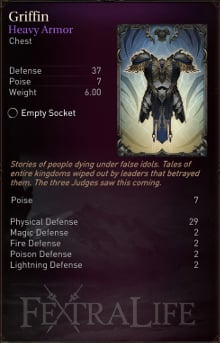 Griffin
Heavy Armor
Chest
Defense 37
Poise 7
Weight 6.00
Empty Socket
Stories of people dying under false idols. Tales of
entire kingdoms wiped out by leaders that betrayed
them. The three Judges saw this coming.
Poise 7
Physical Defense 29
Magic Defense 2
Fire Defense 2
Poison Defense 2
Lightning Defense 2
FEXTRALIFE